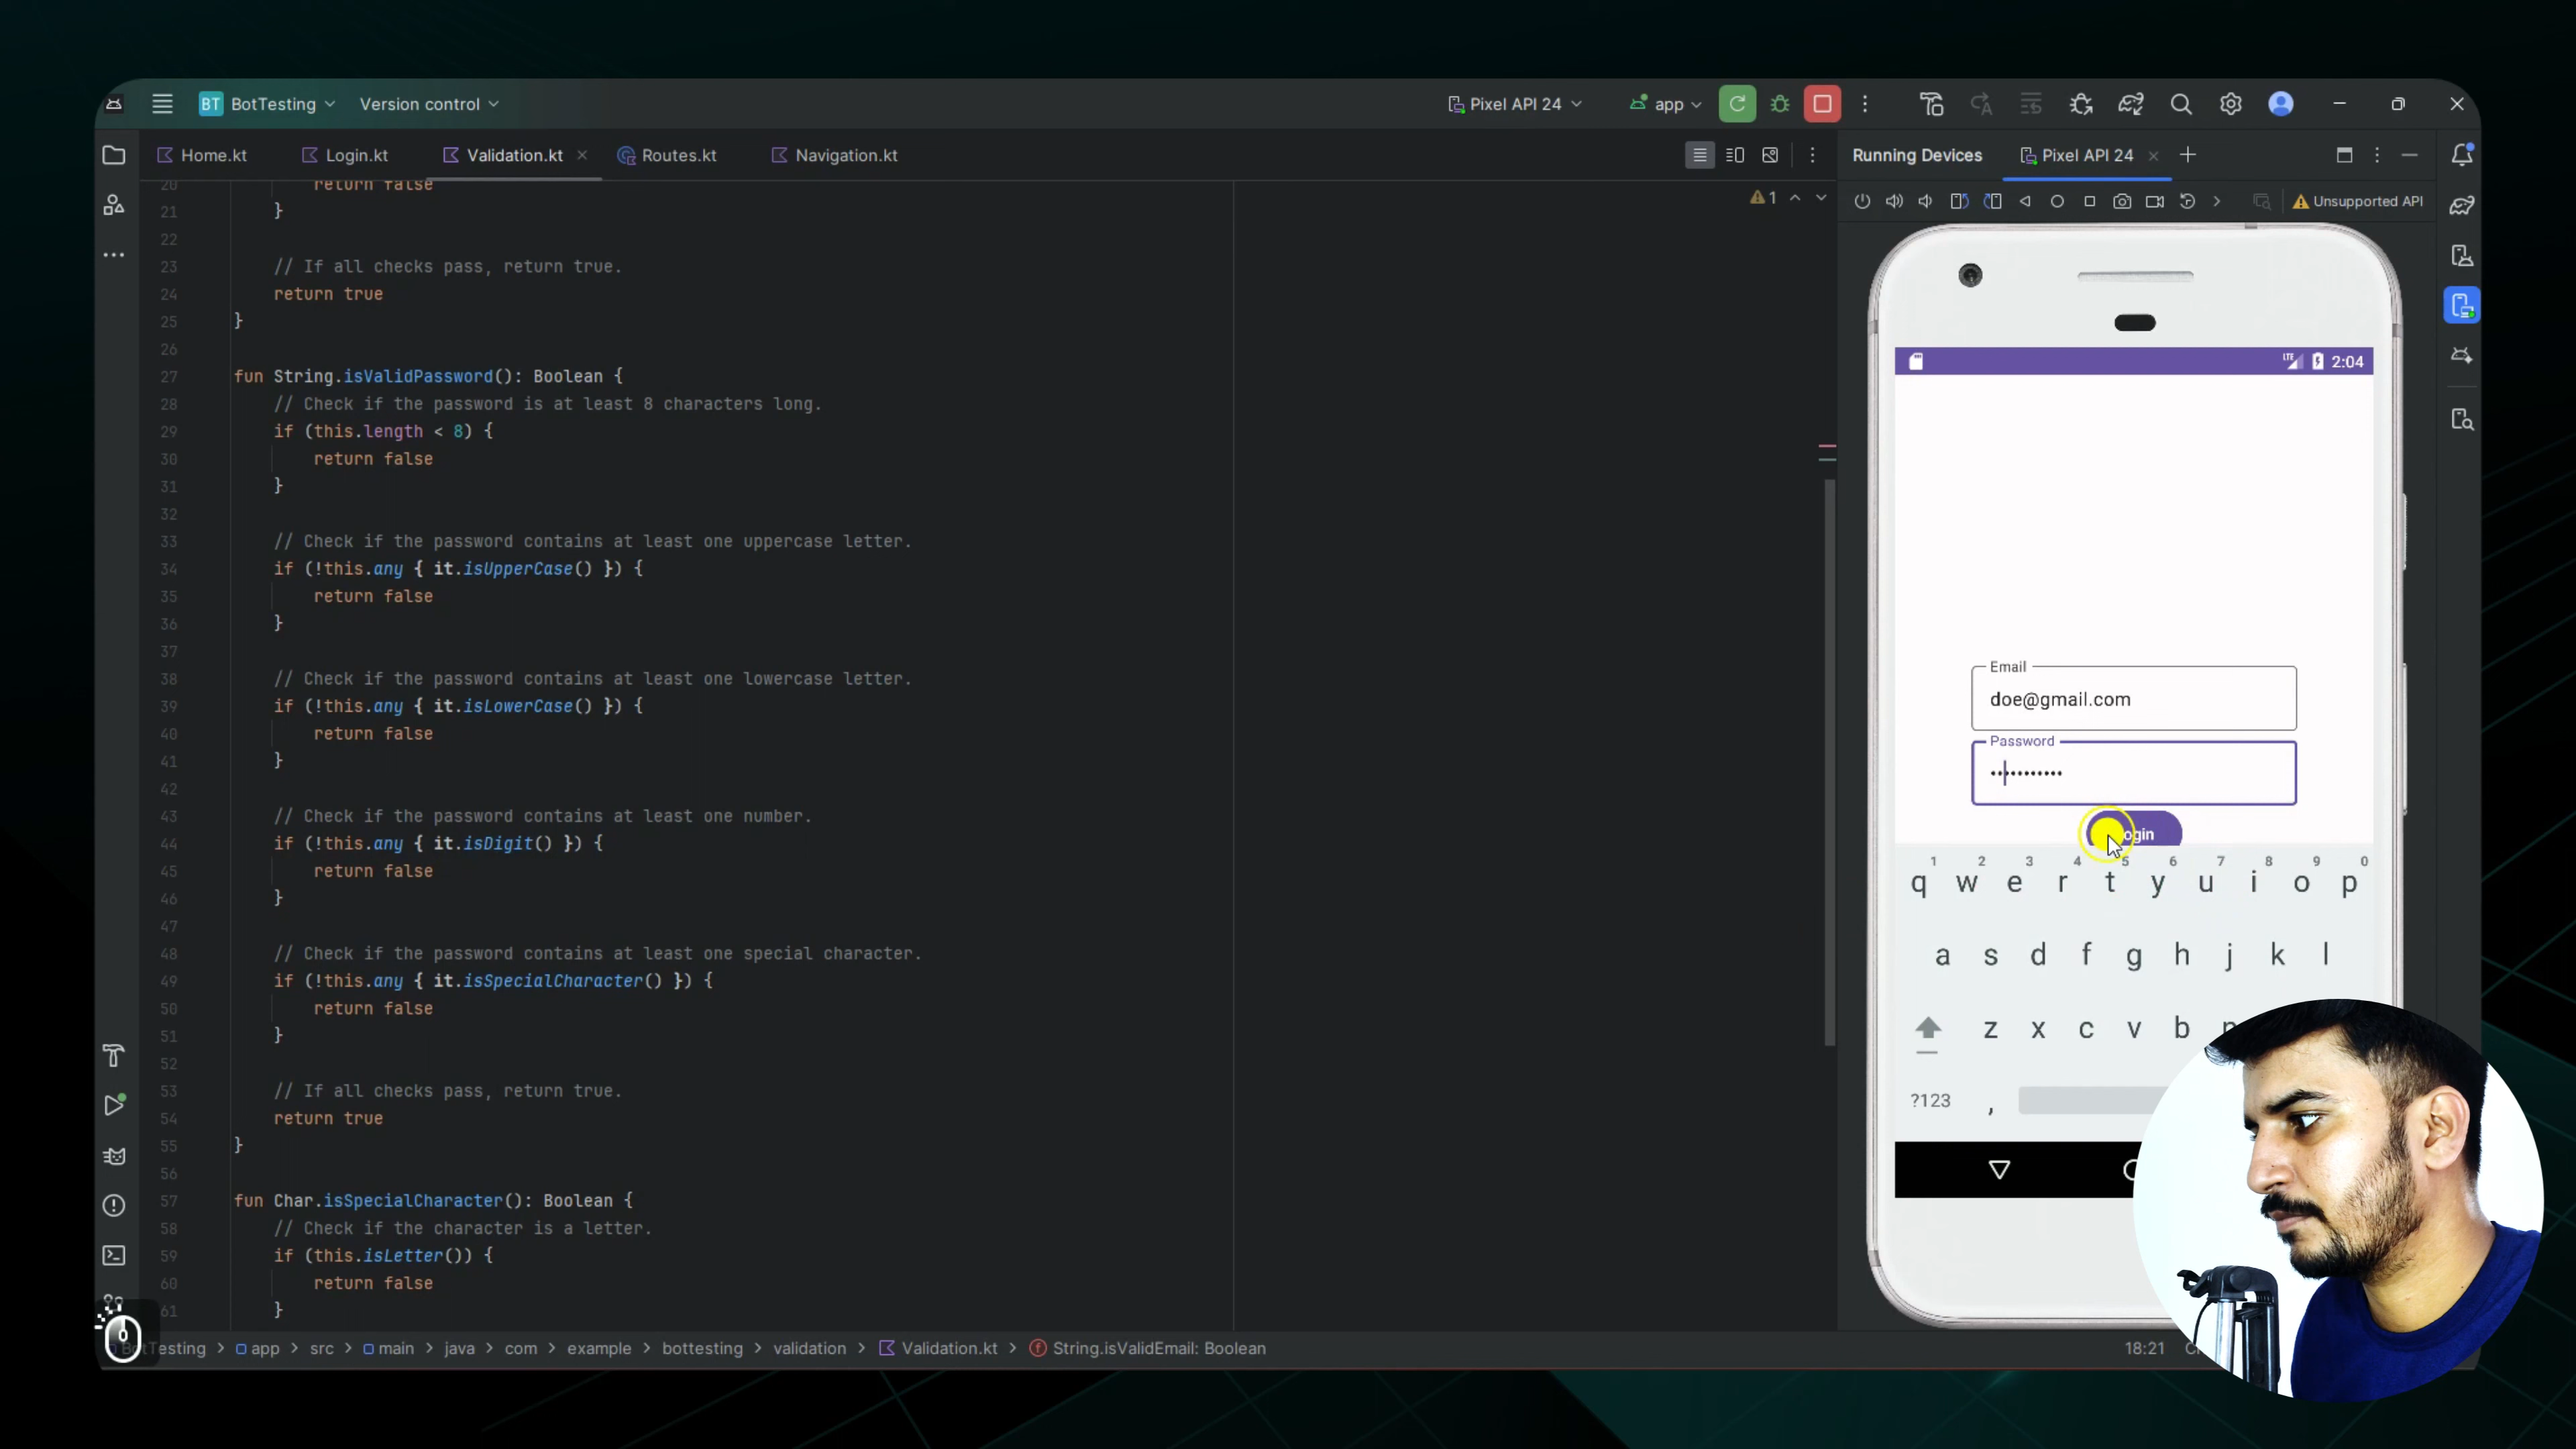 BT BotTesting
Version control
Pixel API 24
app
Home.kt
Login.kt
Validation.kt
Routes.kt
Navigation.kt
Running Devices
Pixel API 24
1
Unsupported API
20 return false
21 }
22
23 // If all checks pass, return true.
24 return true
25 }
26
27 fun String.isValidPassword(): Boolean {
28 // Check if the password is at least 8 characters long.
29 if (this.length < 8) {
30 return false
31 }
32
33 // Check if the password contains at least one uppercase letter.
34 if (!this.any { it.isUpperCase() }) {
35 return false
36 }
37
38 // Check if the password contains at least one lowercase letter.
39 if (!this.any { it.isLowerCase() }) {
40 return false
41 }
42
43 // Check if the password contains at least one number.
44 if (!this.any { it.isDigit() }) {
45 return false
46 }
47
48 // Check if the password contains at least one special character.
49 if (!this.any { it.isSpecialCharacter() }) {
50 return false
51 }
52
53 // If all checks pass, return true.
54 return true
55 }
56
57 fun Char.isSpecialCharacter(): Boolean {
58 // Check if the character is a letter.
59 if (this.isLetter()) {
60 return false
61 }
LTE 2:04
Email
doe@gmail.com
Password
•••••••••••
1 2 3 4 5 6 7 8 9 0
q w e r t y u i o p
a s d f g h j k l
z x c v b
?123 ,
app > src > main > java > com > example > bottesting > validation > Validation.kt > String.isValidEmail: Boolean
18:21